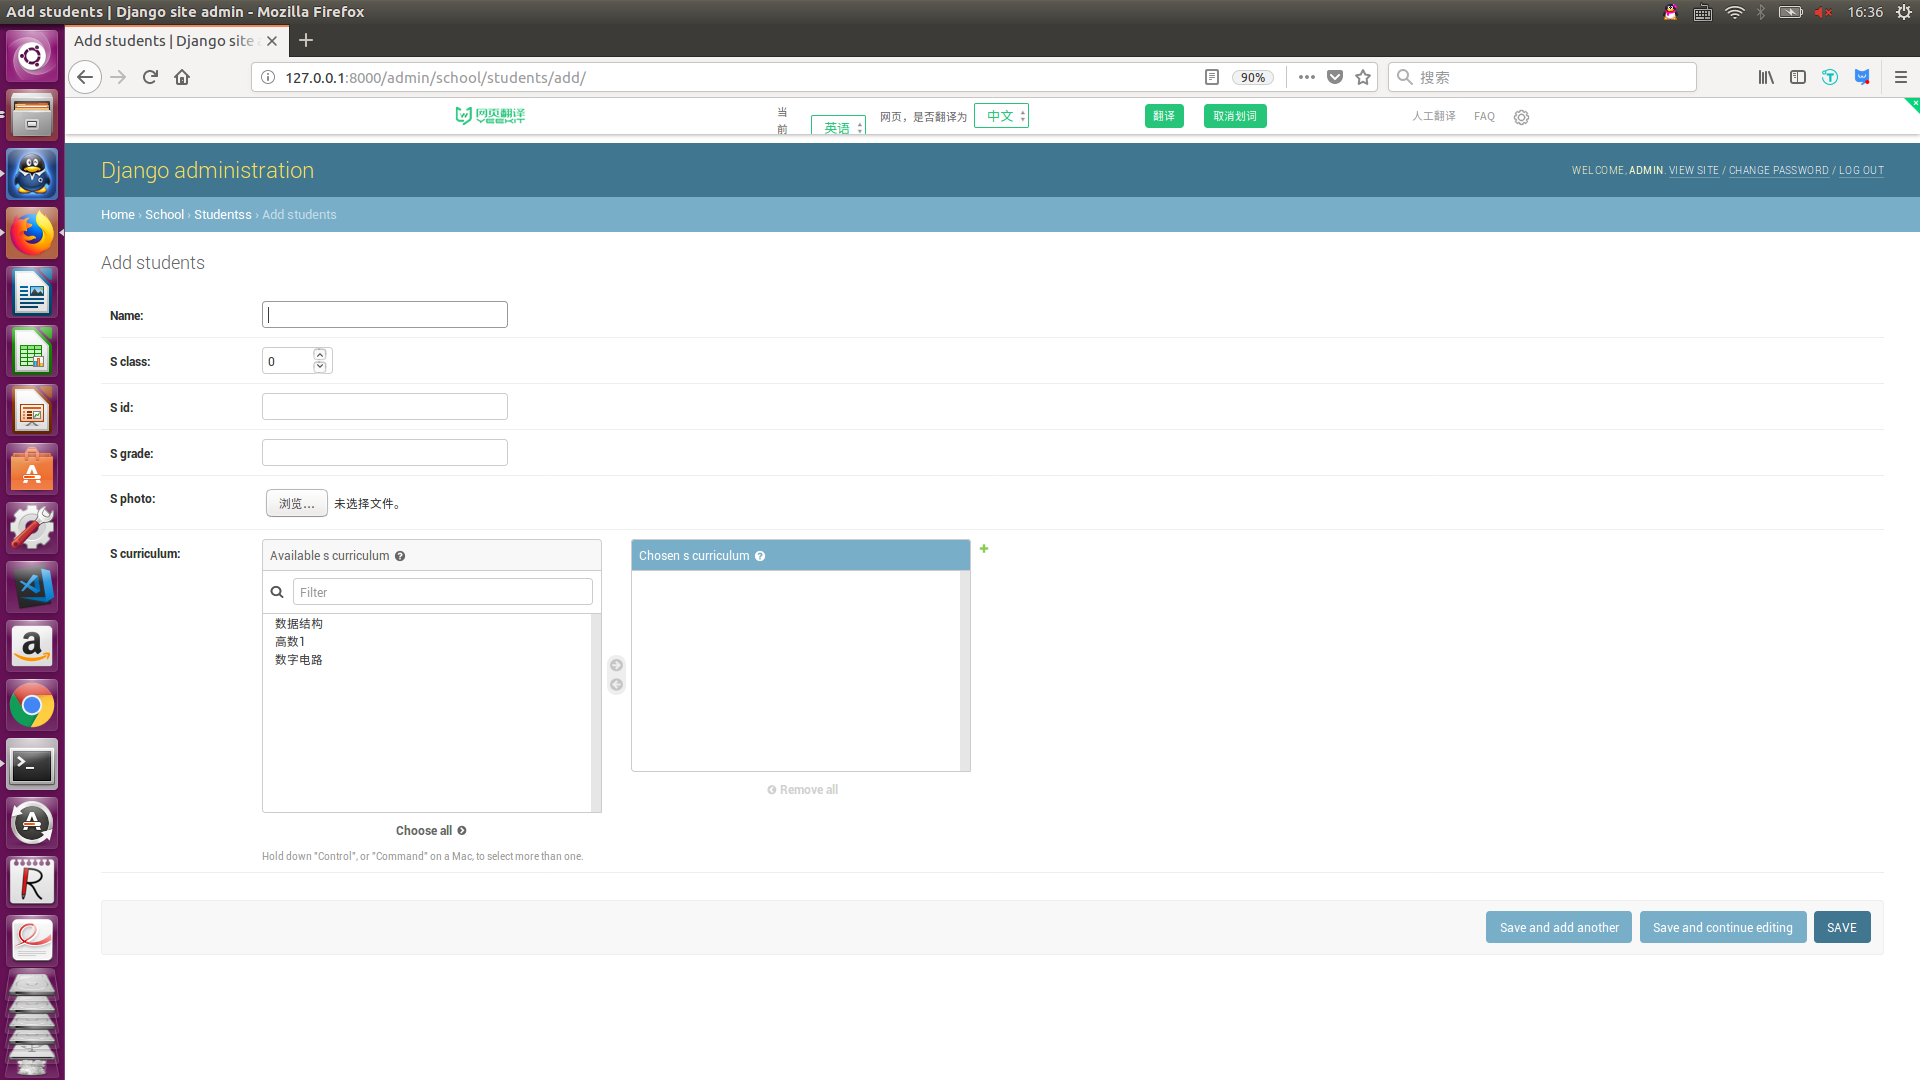 Add students | Django site admin - Mozilla Firefox
16:36
Add students | Django site a
127.0.0.1:8000/admin/school/students/add/
90%
搜索
网页翻译
当前
英语
网页，是否翻译为
中文
翻译
取消划词
人工翻译
FAQ
Django administration
WELCOME, ADMIN. VIEW SITE / CHANGE PASSWORD / LOG OUT
Home › School › Studentss › Add students
Add students
Name:
S class:
0
S id:
S grade:
S photo:
浏览...
未选择文件。
S curriculum:
Available s curriculum
Filter
数据结构
高数1
数字电路
Choose all
Chosen s curriculum
Remove all
Hold down "Control", or "Command" on a Mac, to select more than one.
Save and add another
Save and continue editing
SAVE